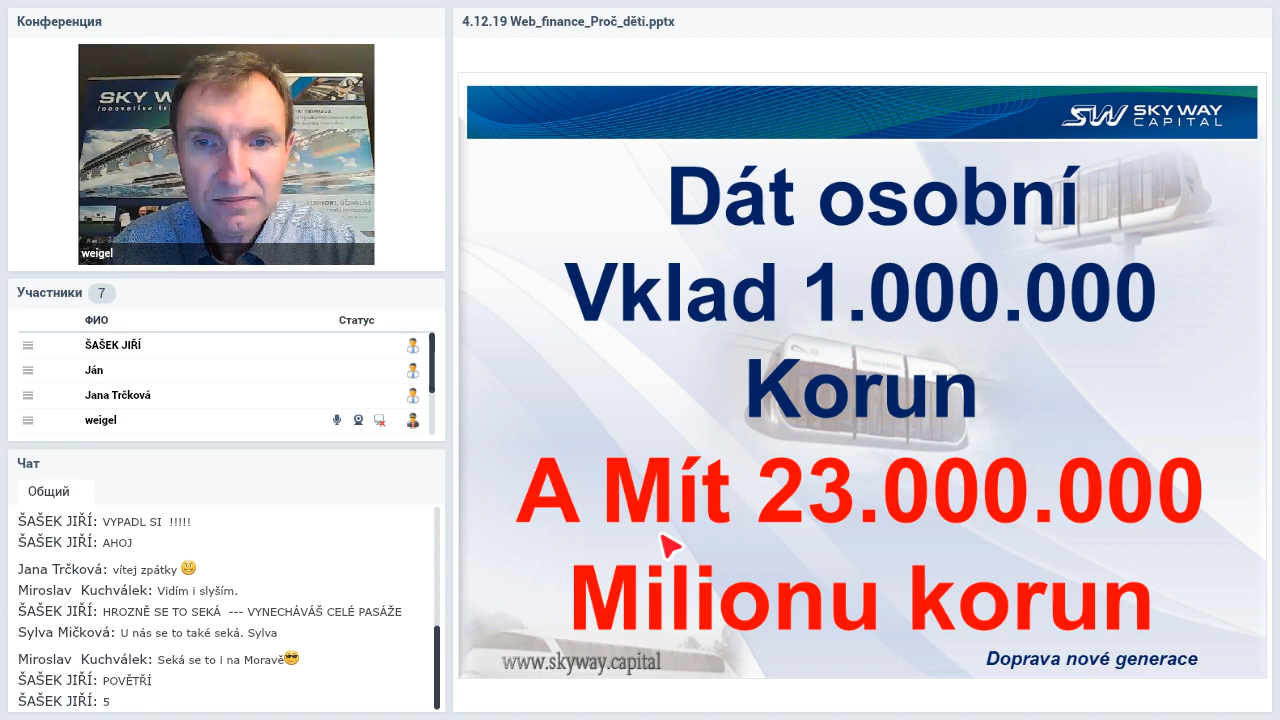 Конференция
SKY W
weigel
Участники 7
ФИО Статус
ŠAŠEK JIŘÍ
Ján
Jana Trčková
weigel
Чат
Общий
ŠAŠEK JIŘÍ: VYPADL SI !!!!!
ŠAŠEK JIŘÍ: AHOJ
Jana Trčková: vítej zpátky
Miroslav Kuchválek: Vidím i slyším.
ŠAŠEK JIŘÍ: HROZNĚ SE TO SEKÁ --- VYNECHÁVÁŠ CELÉ PASÁŽE
Sylva Mičková: U nás se to také seká. Sylva
Miroslav Kuchválek: Seká se to i na Moravě
ŠAŠEK JIŘÍ: POVĚTŘÍ
ŠAŠEK JIŘÍ: 5
4.12.19 Web_finance_Proč_děti.pptx
SW SKY WAY
CAPITAL
Dát osobní
Vklad 1.000.000
Korun
A Mít 23.000.000
Milionu korun
www.skyway.capital
Doprava nové generace